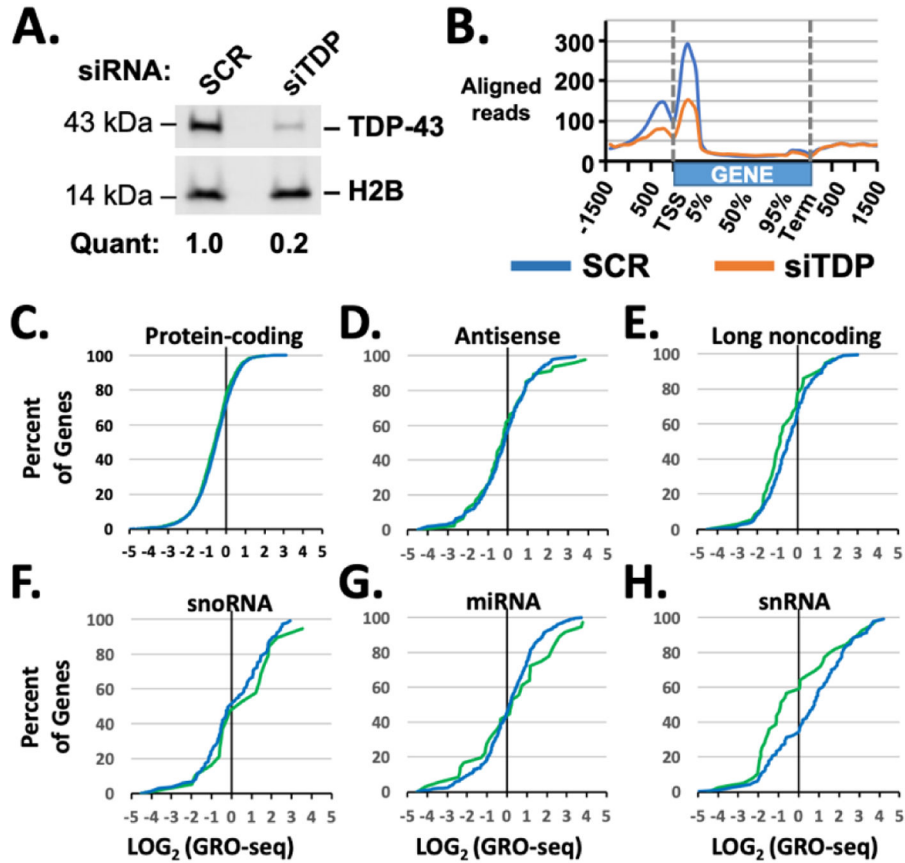 A.
siRNA: SCR siTDP
43 kDa – – TDP-43
14 kDa – – H2B
Quant: 1.0 0.2
B.
Aligned
reads
300
200
100
0
GENE
-1500 500 TSS 5% 50% 95% Term 500 1500
SCR siTDP
C. Protein-coding
Percent
of Genes
100
80
60
40
20
0
-5 -4 -3 -2 -1 0 1 2 3 4 5
D. Antisense
100
80
60
40
20
0
-5 -4 -3 -2 -1 0 1 2 3 4 5
E. Long noncoding
100
80
60
40
20
0
-5 -4 -3 -2 -1 0 1 2 3 4 5
F. snoRNA
Percent
of Genes
100
80
60
40
20
0
-5 -4 -3 -2 -1 0 1 2 3 4 5
LOG2 (GRO-seq)
G. miRNA
100
80
60
40
20
0
-5 -4 -3 -2 -1 0 1 2 3 4 5
LOG2 (GRO-seq)
H. snRNA
100
80
60
40
20
0
-5 -4 -3 -2 -1 0 1 2 3 4 5
LOG2 (GRO-seq)